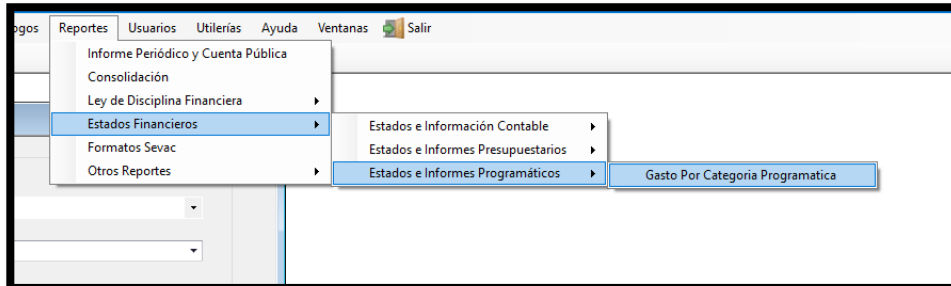 ogos Reportes Usuarios Utilerías Ayuda Ventanas Salir
Informe Periódico y Cuenta Pública
Consolidación
Ley de Disciplina Financiera
Estados Financieros
Formatos Sevac
Otros Reportes
Estados e Información Contable
Estados e Informes Presupuestarios
Estados e Informes Programáticos
Gasto Por Categoria Programatica